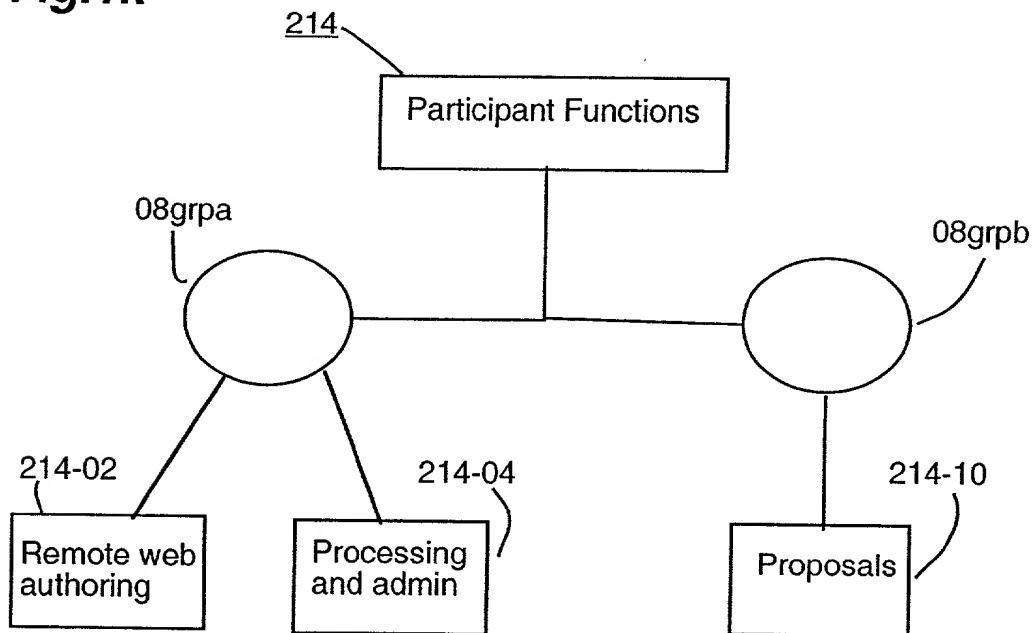 214
Participant Functions
08grpa
08grpb
214-02
214-04
214-10
Remote web
authoring
Processing
and admin
Proposals